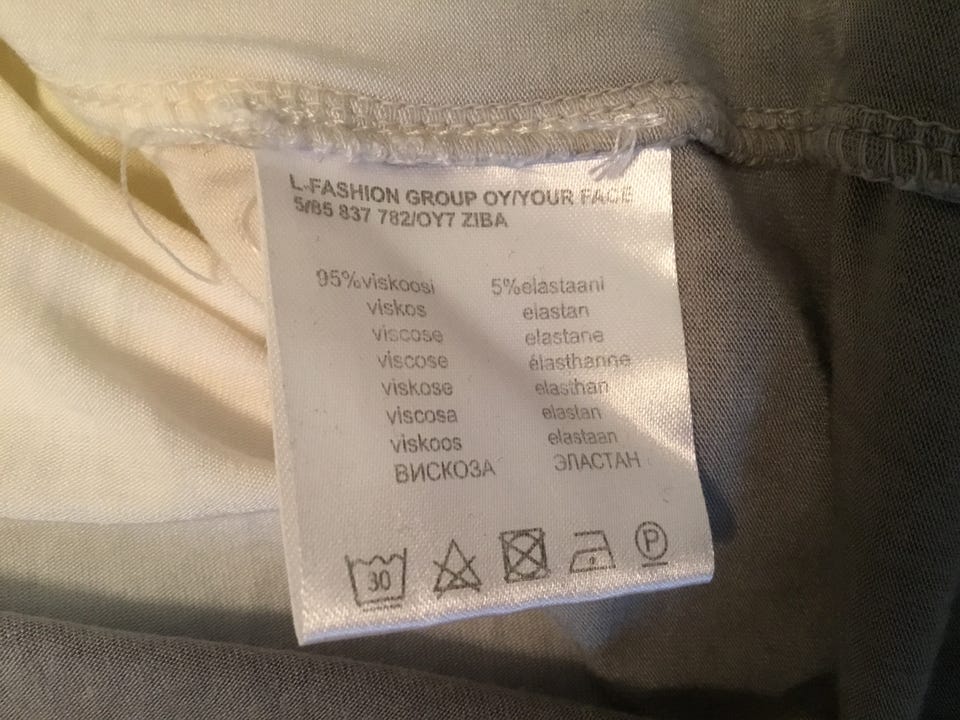 L-FASHION GROUP OY/YOUR FACE
5/85 837 782/OY7 ZIBA
95%viskoosi 5%elastaani
viskos elastan
viscose elastane
viscose élasthanne
viskose elasthan
viscosa elastan
viskoos elastaan
ВИСКОЗА ЭЛАСТАН
30 P